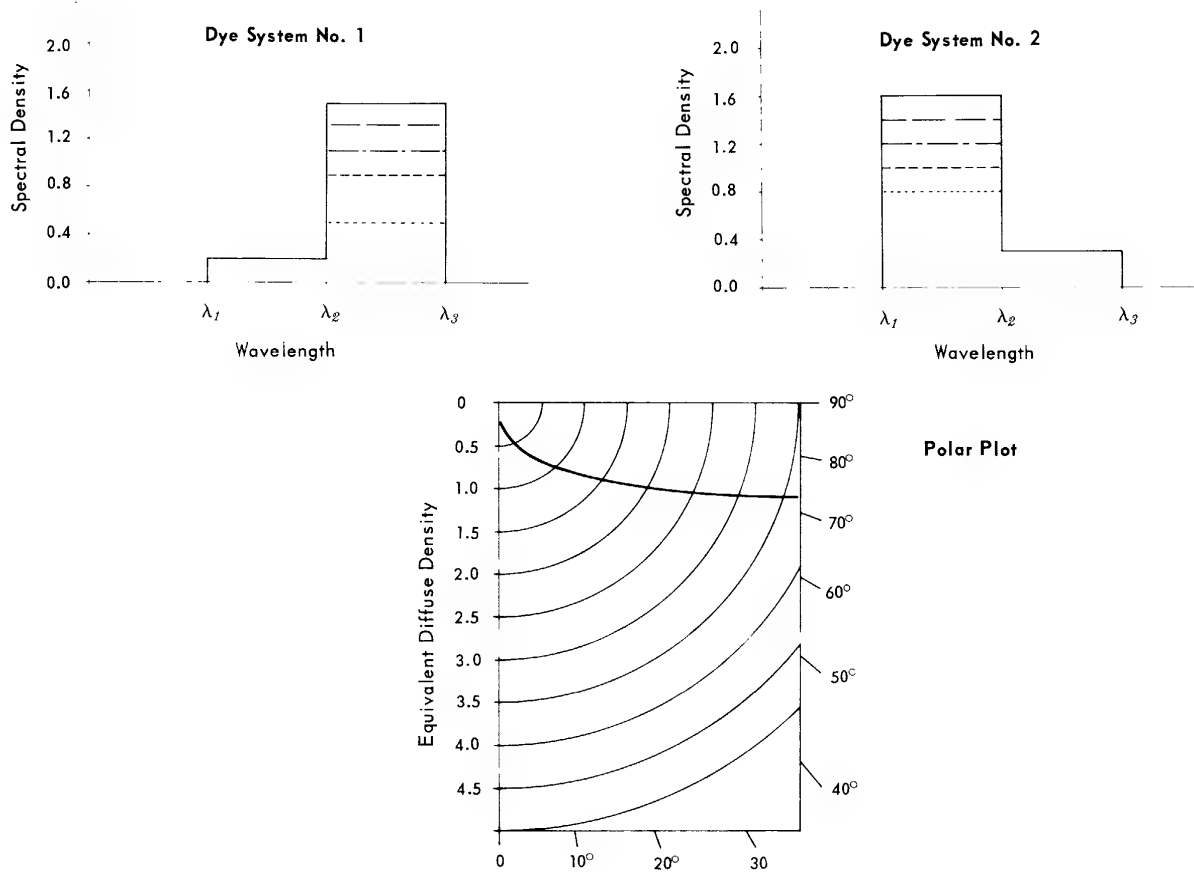 Dye System No. 1
Spectral Density
2.0
1.6
1.2
0.8
0.4
0.0
λ1
λ2
λ3
Wavelength
Dye System No. 2
Spectral Density
2.0
1.6
1.2
0.8
0.4
0.0
λ1
λ2
λ3
Wavelength
Polar Plot
Equivalent Diffuse Density
0
0.5
1.0
1.5
2.0
2.5
3.0
3.5
4.0
4.5
90°
80°
70°
60°
50°
40°
0
10°
20°
30